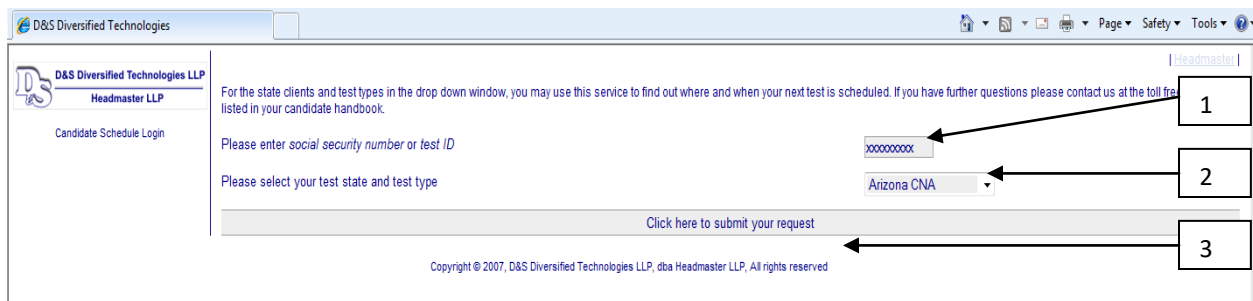 D&S Diversified Technologies
Page Safety Tools
| Headmaster |
D&S Diversified Technologies LLP
Headmaster LLP
Candidate Schedule Login
For the state clients and test types in the drop down window, you may use this service to find out where and when your next test is scheduled. If you have further questions please contact us at the toll
listed in your candidate handbook.
Please enter social security number or test ID
xxxxxxxxx
1
Please select your test state and test type
Arizona CNA
2
Click here to submit your request
3
Copyright © 2007, D&S Diversified Technologies LLP, dba Headmaster LLP, All rights reserved